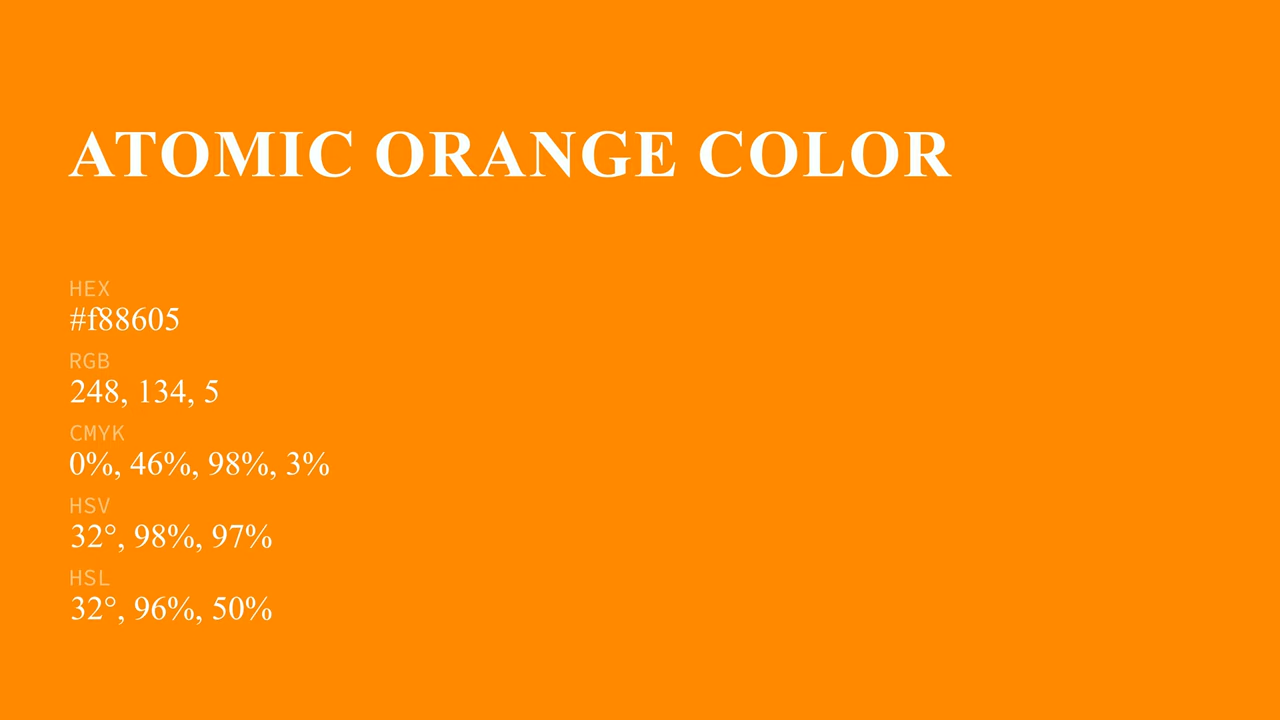 ATOMIC ORANGE COLOR
HEX
#f88605
RGB
248, 134, 5
CMYK
0%, 46%, 98%, 3%
HSV
32°, 98%, 97%
HSL
32°, 96%, 50%